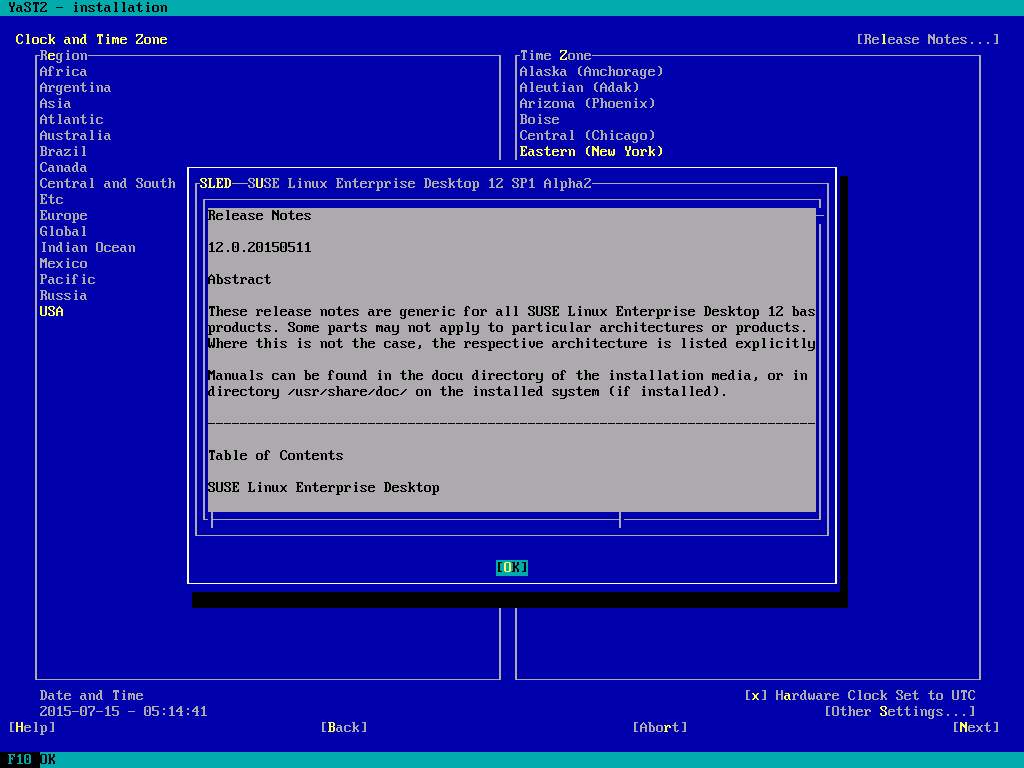 YaST2 - installation
Clock and Time Zone [Release Notes...]
Region Time Zone
Africa Alaska (Anchorage)
Argentina Aleutian (Adak)
Asia Arizona (Phoenix)
Atlantic Boise
Australia Central (Chicago)
Brazil Eastern (New York)
Canada
Central and South SLED SUSE Linux Enterprise Desktop 12 SP1 Alpha2
Etc
Europe Release Notes
Global
Indian Ocean 12.0.20150511
Mexico
Pacific Abstract
Russia
USA These release notes are generic for all SUSE Linux Enterprise Desktop 12 bas
products. Some parts may not apply to particular architectures or products.
Where this is not the case, the respective architecture is listed explicitly
Manuals can be found in the docu directory of the installation media, or in
directory /usr/share/doc/ on the installed system (if installed).
--------------------------------------------------------------------------------
Table of Contents
SUSE Linux Enterprise Desktop
[OK]
Date and Time [x] Hardware Clock Set to UTC
2015-07-15 - 05:14:41 [Other Settings...]
[Help] [Back] [Abort] [Next]
F10 OK